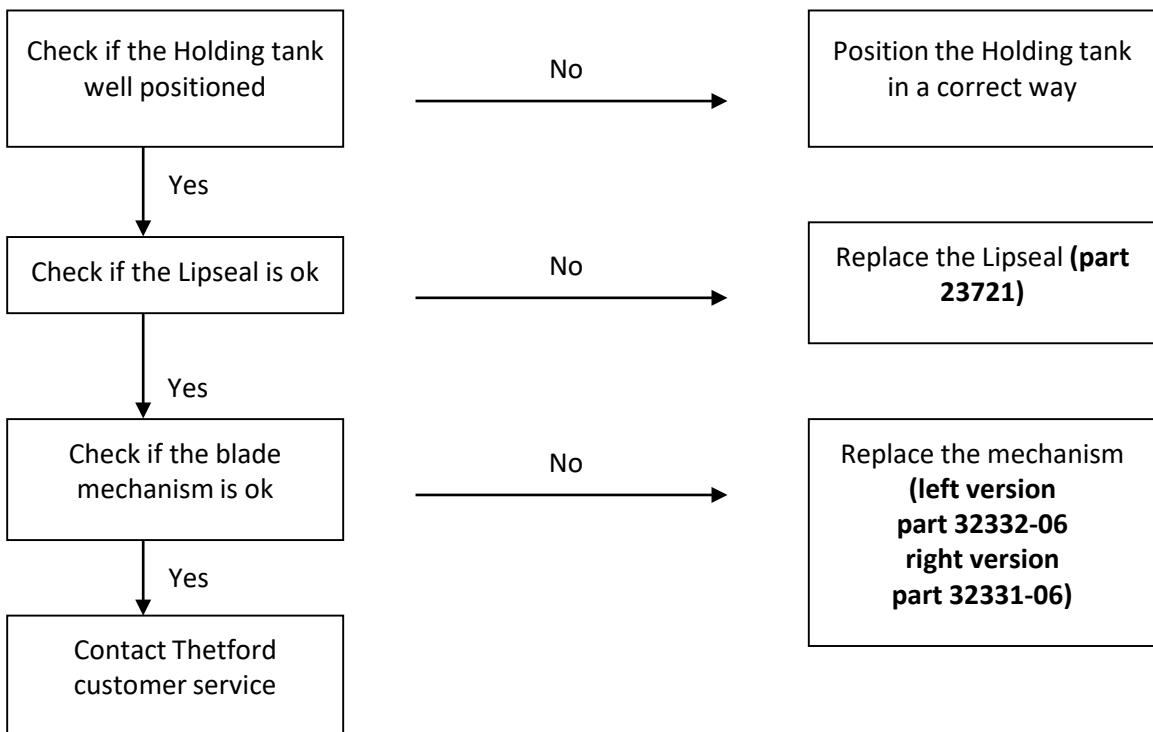 Check if the Holding tank
well positioned
No
Position the Holding tank
in a correct way
Yes
Check if the Lipseal is ok
No
Replace the Lipseal (part
23721)
Yes
Check if the blade
mechanism is ok
No
Replace the mechanism
(left version
part 32332-06
right version
part 32331-06)
Yes
Contact Thetford
customer service